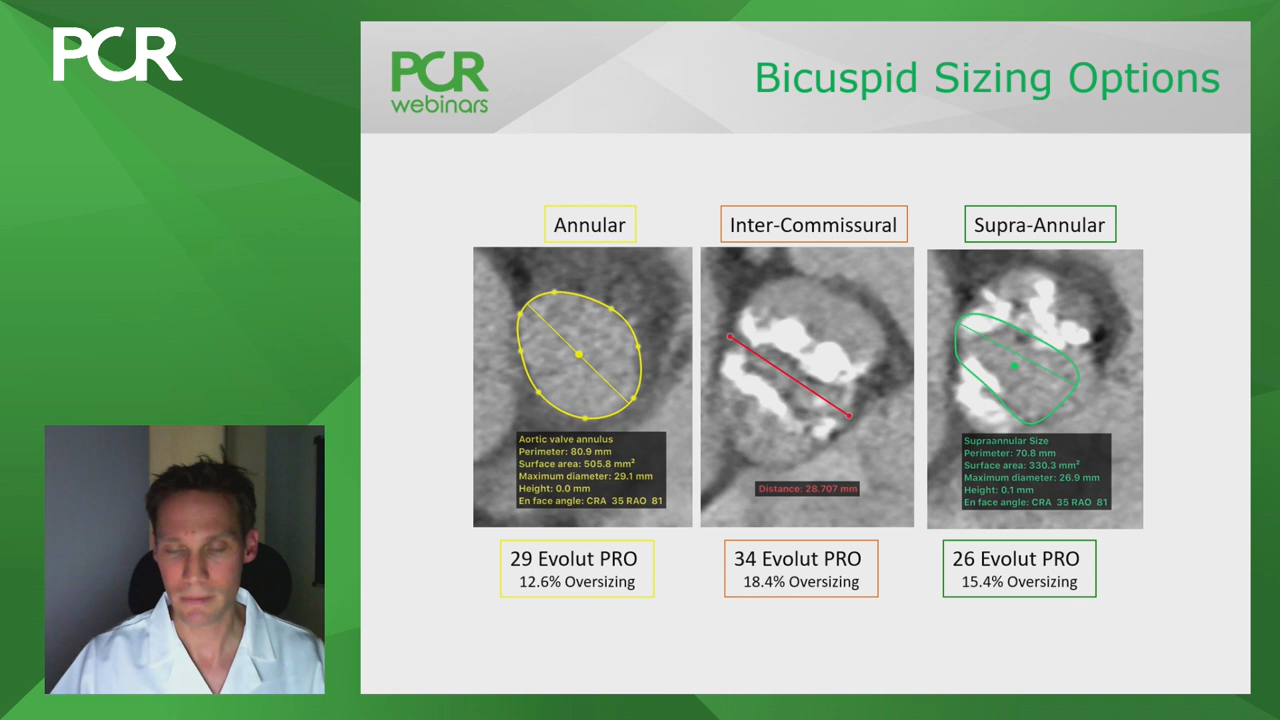 PCR
PCR
webinars
Bicuspid Sizing Options
Annular
Inter-Commissural
Supra-Annular
Aortic valve annulus
Perimeter: 80.9 mm
Surface area: 505.8 mm²
Maximum diameter: 29.1 mm
Height: 0.0 mm
En face angle: CRA 35 RAO 81
Distance: 28.707 mm
Supraannular Size
Perimeter: 70.8 mm
Surface area: 330.3 mm²
Maximum diameter: 26.9 mm
Height: 0.1 mm
En face angle: CRA 35 RAO 81
29 Evolut PRO
12.6% Oversizing
34 Evolut PRO
18.4% Oversizing
26 Evolut PRO
15.4% Oversizing